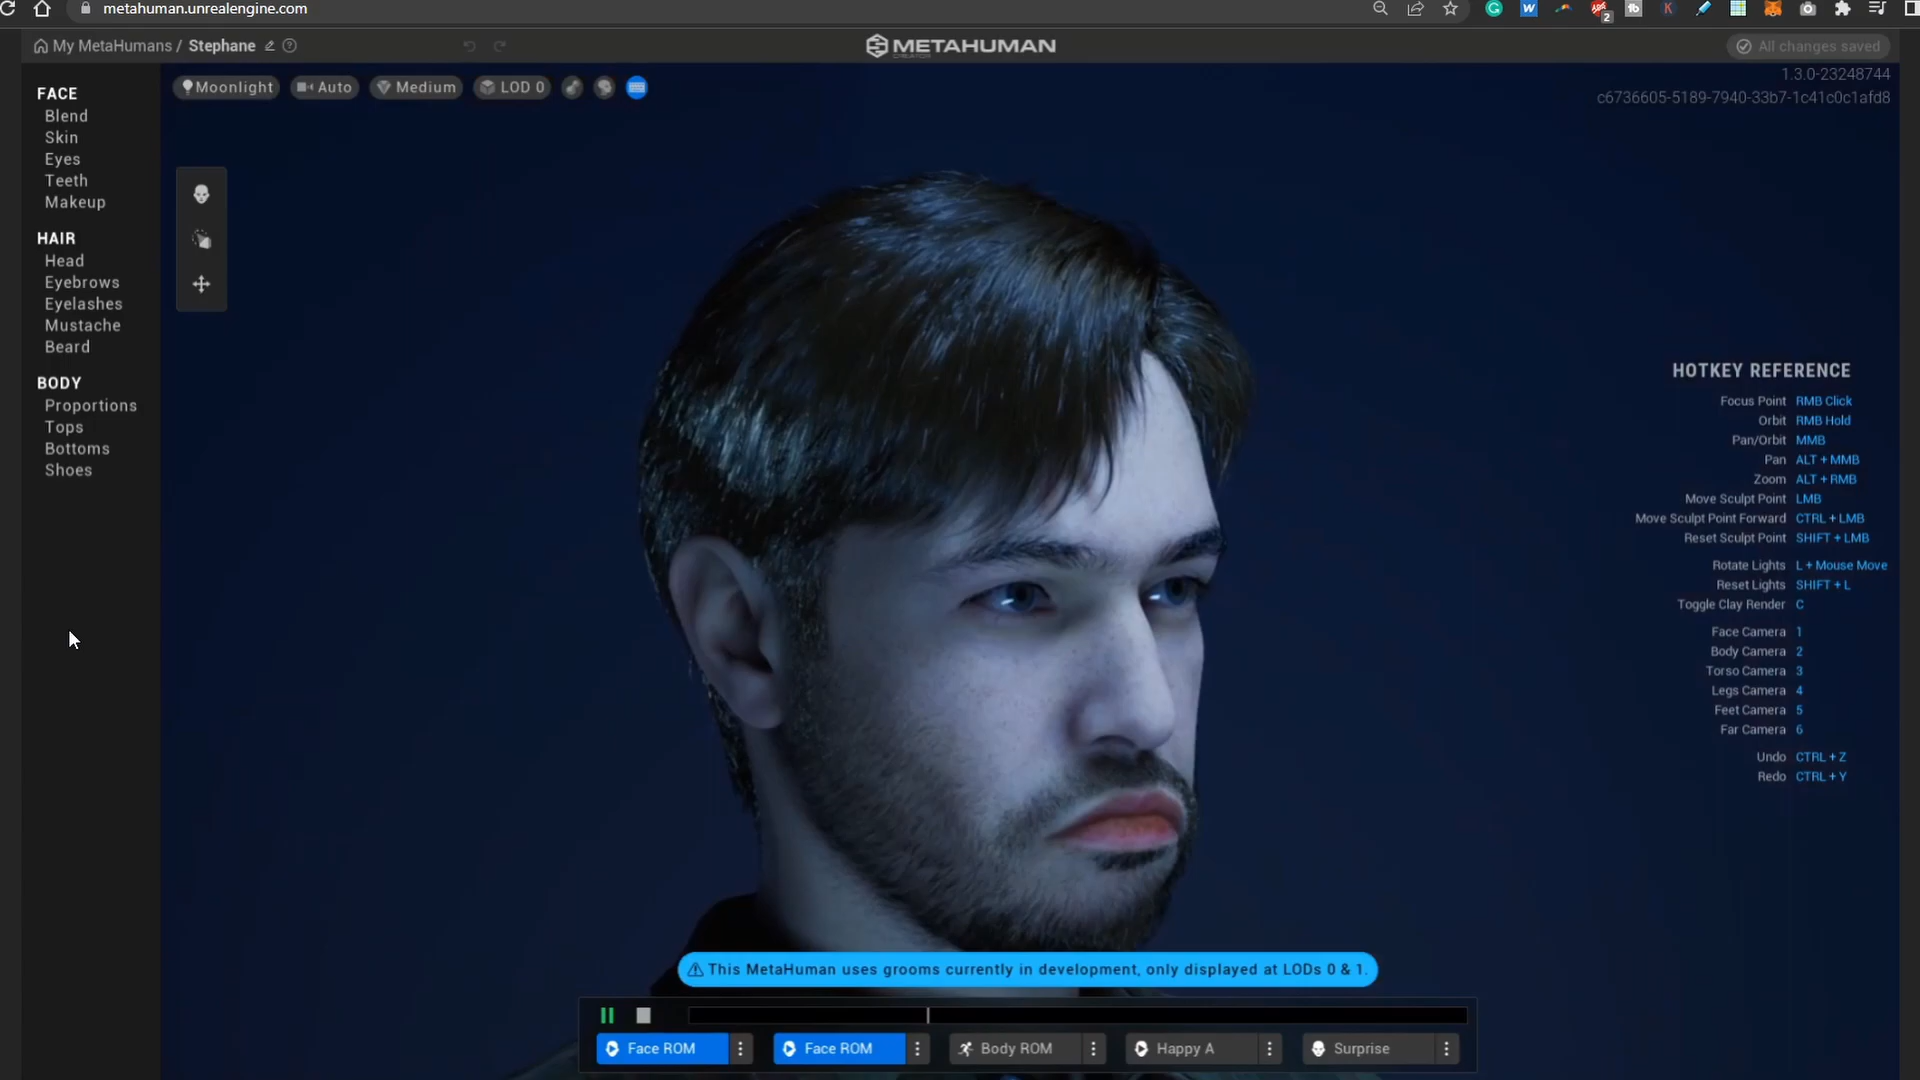 metahuman.unrealengine.com
2
My MetaHumans / Stephane
METAHUMAN
CREATOR
All changes saved
Moonlight
Auto
Medium
LOD 0
1.3.0-23248744
c6736605-5189-7940-33b7-1c41c0c1afd8
FACE
Blend
Skin
Eyes
Teeth
Makeup
HAIR
Head
Eyebrows
Eyelashes
Mustache
Beard
BODY
Proportions
Tops
Bottoms
Shoes
HOTKEY REFERENCE
Focus Point RMB Click
Orbit RMB Hold
Pan/Orbit MMB
Pan ALT + MMB
Zoom ALT + RMB
Move Sculpt Point LMB
Move Sculpt Point Forward CTRL + LMB
Reset Sculpt Point SHIFT + LMB
Rotate Lights L + Mouse Move
Reset Lights SHIFT + L
Toggle Clay Render C
Face Camera 1
Body Camera 2
Torso Camera 3
Legs Camera 4
Feet Camera 5
Far Camera 6
Undo CTRL + Z
Redo CTRL + Y
This MetaHuman uses grooms currently in development, only displayed at LODs 0 & 1.
Face ROM
Face ROM
Body ROM
Happy A
Surprise